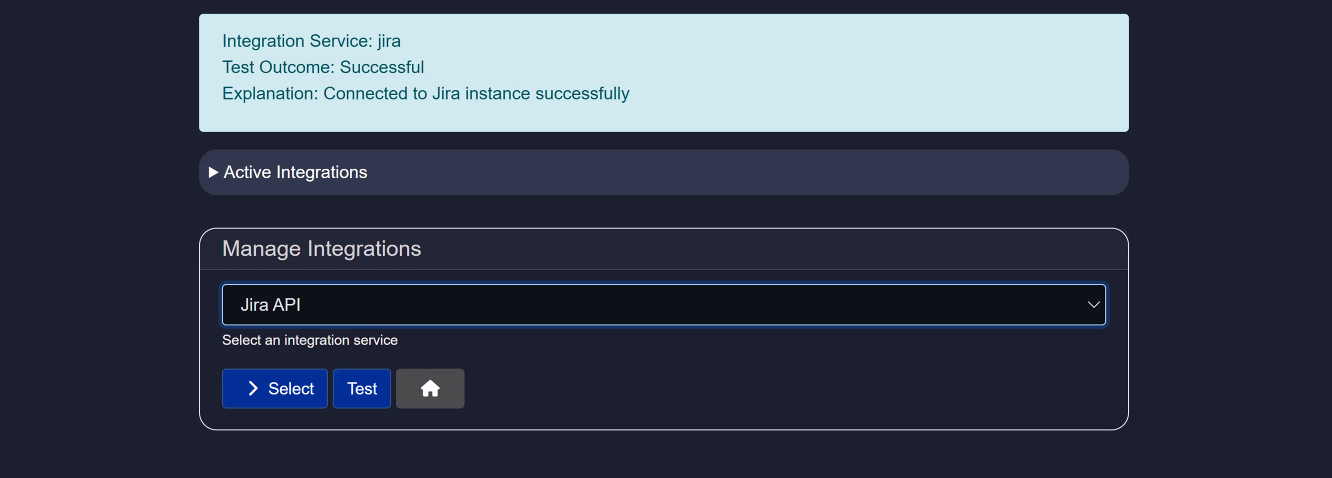 Integration Service: jira
Test Outcome: Successful
Explanation: Connected to Jira instance successfully
Active Integrations
Manage Integrations
Jira API
Select an integration service
Select
Test